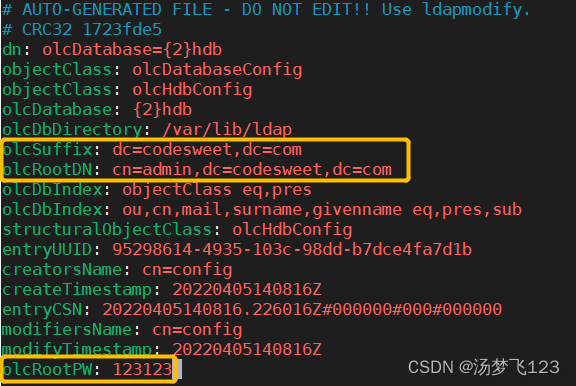 # AUTO-GENERATED FILE - DO NOT EDIT!! Use ldapmodify.
# CRC32 1723fde5
dn: olcDatabase={2}hdb
objectClass: olcDatabaseConfig
objectClass: olcHdbConfig
olcDatabase: {2}hdb
olcDbDirectory: /var/lib/ldap
olcSuffix: dc=codesweet,dc=com
olcRootDN: cn=admin,dc=codesweet,dc=com
olcDbIndex: objectClass eq,pres
olcDbIndex: ou,cn,mail,surname,givenname eq,pres,sub
structuralObjectClass: olcHdbConfig
entryUUID: 95298614-4935-103c-98dd-b7dce4fa7d1b
creatorsName: cn=config
createTimestamp: 20220405140816Z
entryCSN: 20220405140816.226016Z#000000#000#000000
modifiersName: cn=config
modifyTimestamp: 20220405140816Z
olcRootPW: 123123
CSDN @汤梦飞123